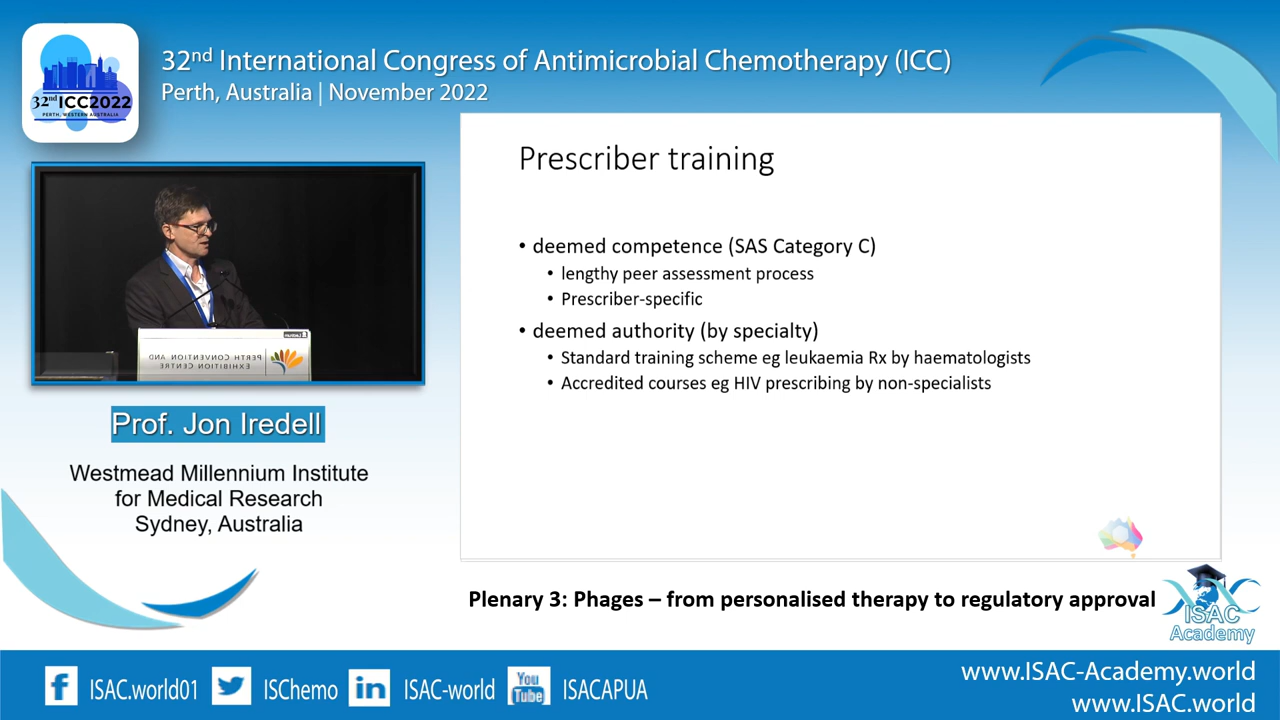 32nd International Congress of Antimicrobial Chemotherapy (ICC)
Perth, Australia | November 2022
32nd ICC2022
PERTH, WESTERN AUSTRALIA
PERTH CONVENTION AND
EXHIBITION CENTRE
Prof. Jon Iredell
Westmead Millennium Institute
for Medical Research
Sydney, Australia
Prescriber training
• deemed competence (SAS Category C)
• lengthy peer assessment process
• Prescriber-specific
• deemed authority (by specialty)
• Standard training scheme eg leukaemia Rx by haematologists
• Accredited courses eg HIV prescribing by non-specialists
Plenary 3: Phages – from personalised therapy to regulatory approval
ISAC
Academy
f ISAC.world01
ISChemo
in ISAC-world
You Tube ISACAPUA
www.ISAC-Academy.world
www.ISAC.world